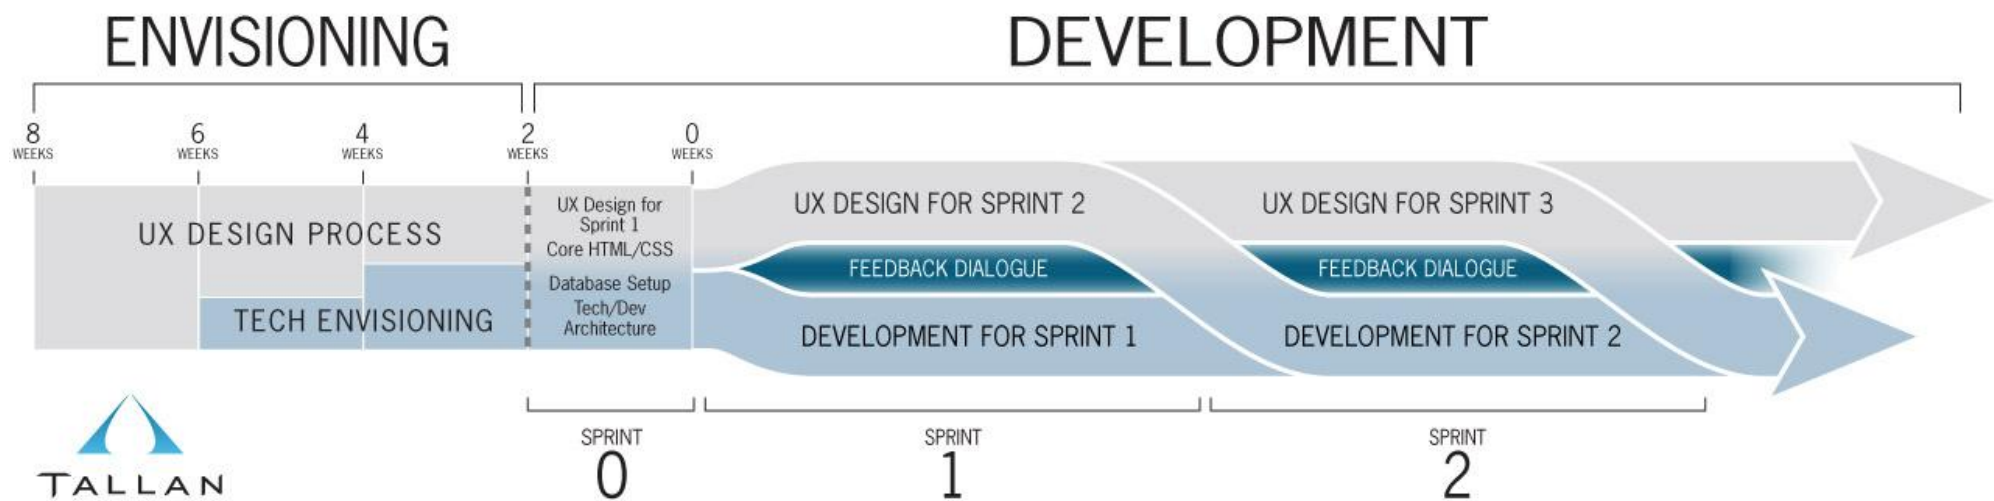 ENVISIONING
DEVELOPMENT
8
WEEKS
6
WEEKS
4
WEEKS
2
WEEKS
0
WEEKS
UX DESIGN PROCESS
TECH ENVISIONING
UX Design for
Sprint 1
Core HTML/CSS
Database Setup
Tech/Dev
Architecture
UX DESIGN FOR SPRINT 2
UX DESIGN FOR SPRINT 3
FEEDBACK DIALOGUE
FEEDBACK DIALOGUE
DEVELOPMENT FOR SPRINT 1
DEVELOPMENT FOR SPRINT 2
SPRINT
0
SPRINT
1
SPRINT
2
TALLAN